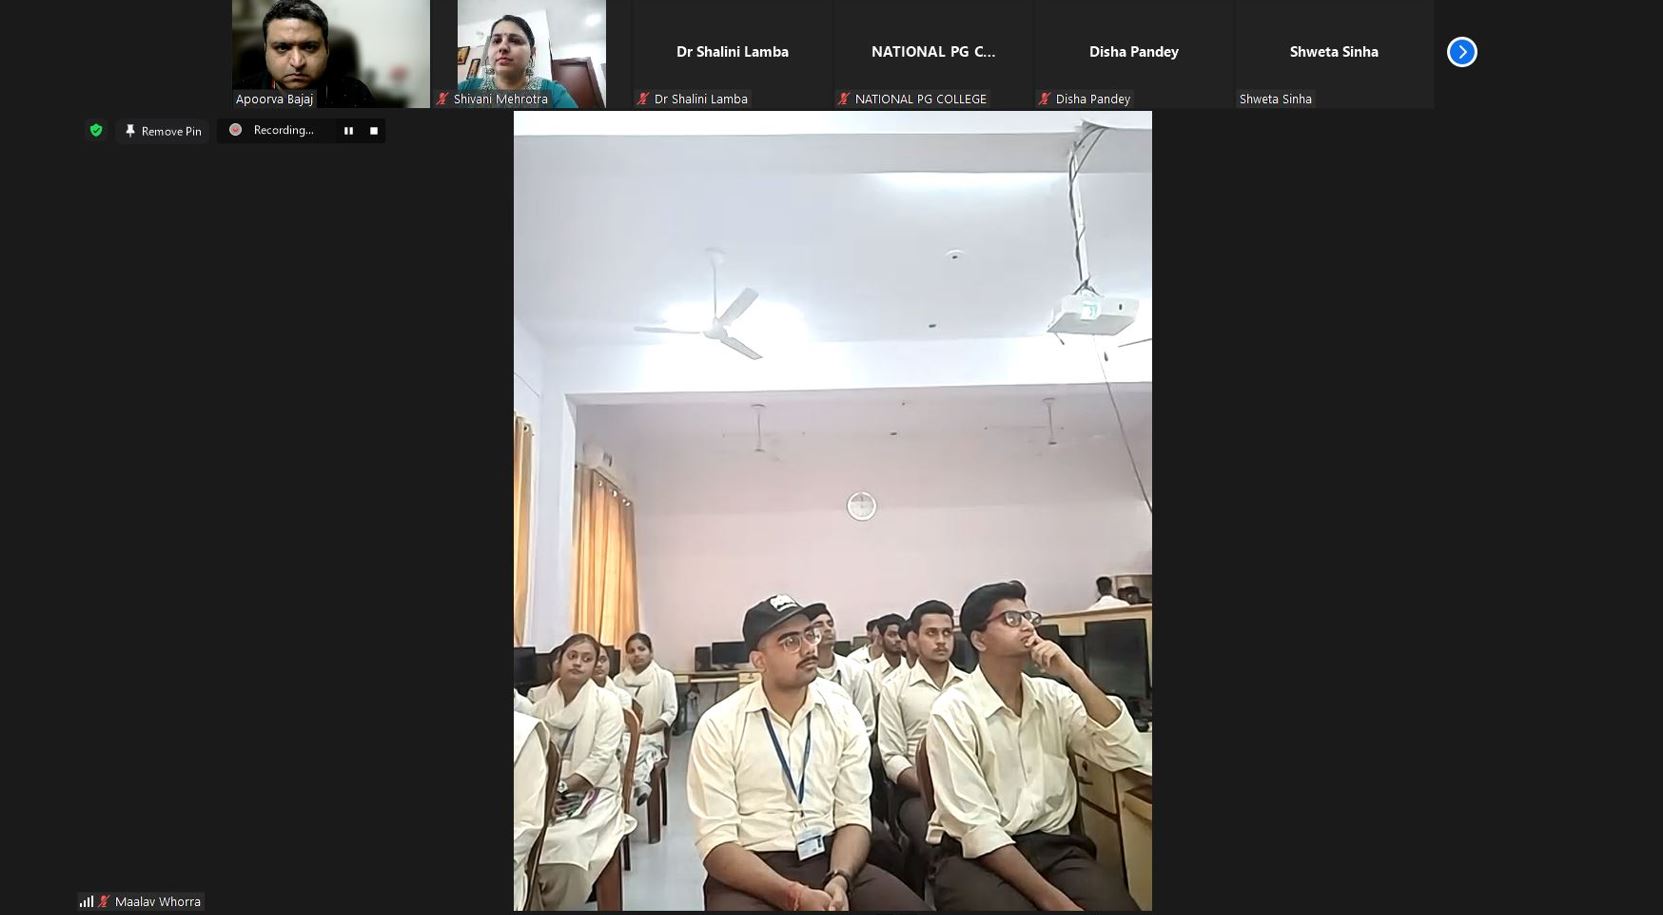 Dr Shalini Lamba
NATIONAL PG C...
Disha Pandey
Shweta Sinha
Apoorva Bajaj
Shivani Mehrotra
Dr Shalini Lamba
NATIONAL PG COLLEGE
Disha Pandey
Shweta Sinha
Remove Pin
Recording...
Maalav Whorra